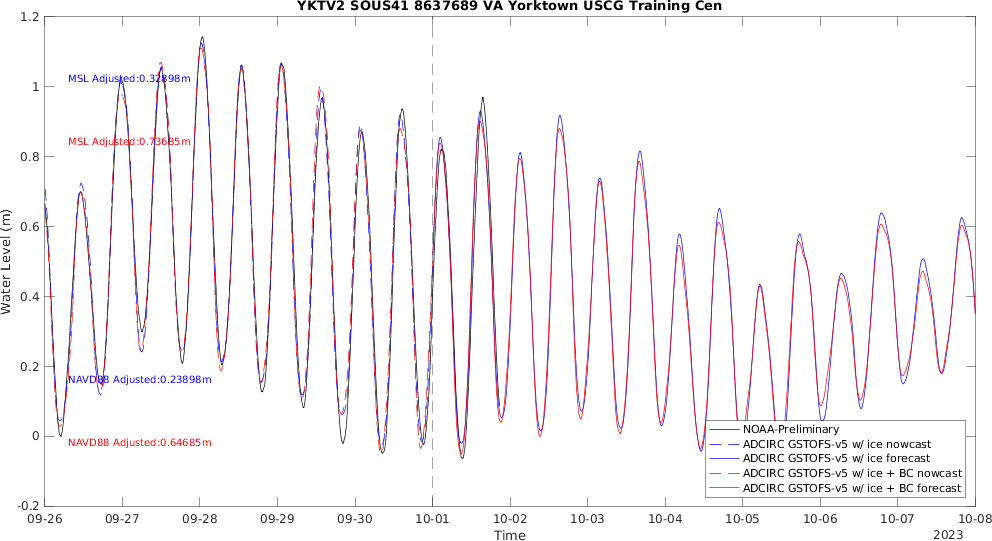 YKTV2 SOUS41 8637689 VA Yorktown USCG Training Cen
1.2
1
0.8
0.6
0.4
0.2
0
-0.2
Water Level (m)
MSL Adjusted:0.32898m
MSL Adjusted:0.73685m
NAVD88 Adjusted:0.23898m
NAVD88 Adjusted:0.64685m
NOAA-Preliminary
ADCIRC GSTOFS-v5 w/ ice nowcast
ADCIRC GSTOFS-v5 w/ ice forecast
ADCIRC GSTOFS-v5 w/ ice + BC nowcast
ADCIRC GSTOFS-v5 w/ ice + BC forecast
09-26 09-27 09-28 09-29 09-30 10-01 10-02 10-03 10-04 10-05 10-06 10-07 10-08
Time
2023